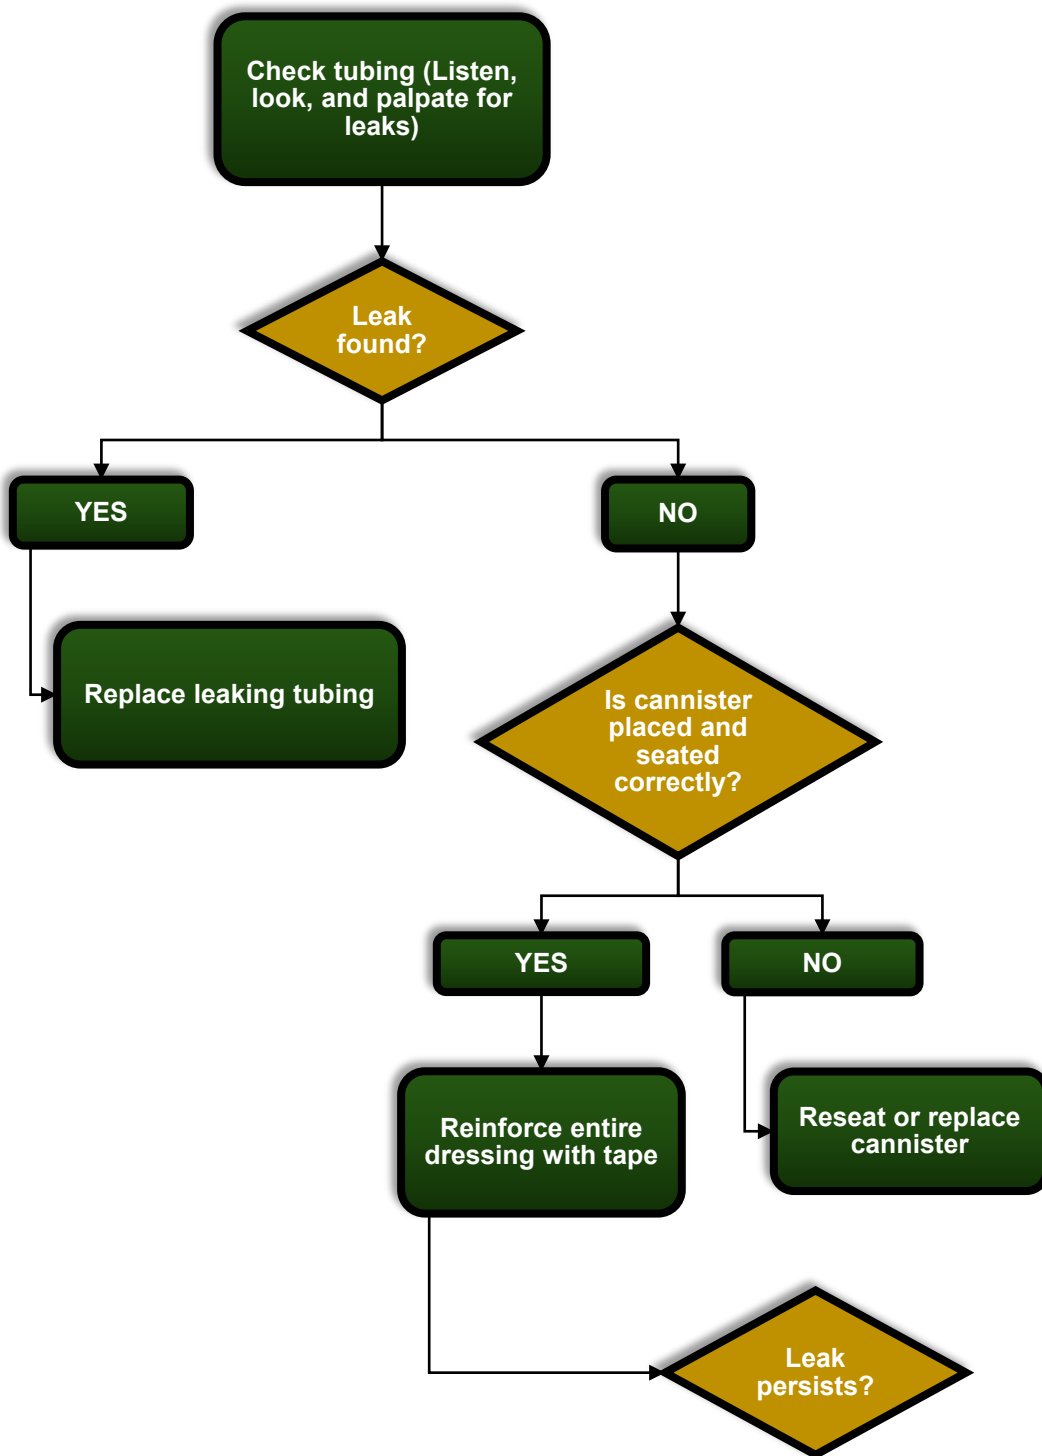 Check tubing (Listen,
look, and palpate for
leaks)
Leak
found?
YES
NO
Replace leaking tubing
Is cannister
placed and
seated
correctly?
YES
NO
Reinforce entire
dressing with tape
Reseat or replace
cannister
Leak
persists?